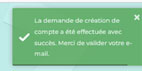 La demande de création de
compte a été effectuée avec
succès. Merci de valider votre e-
mail.